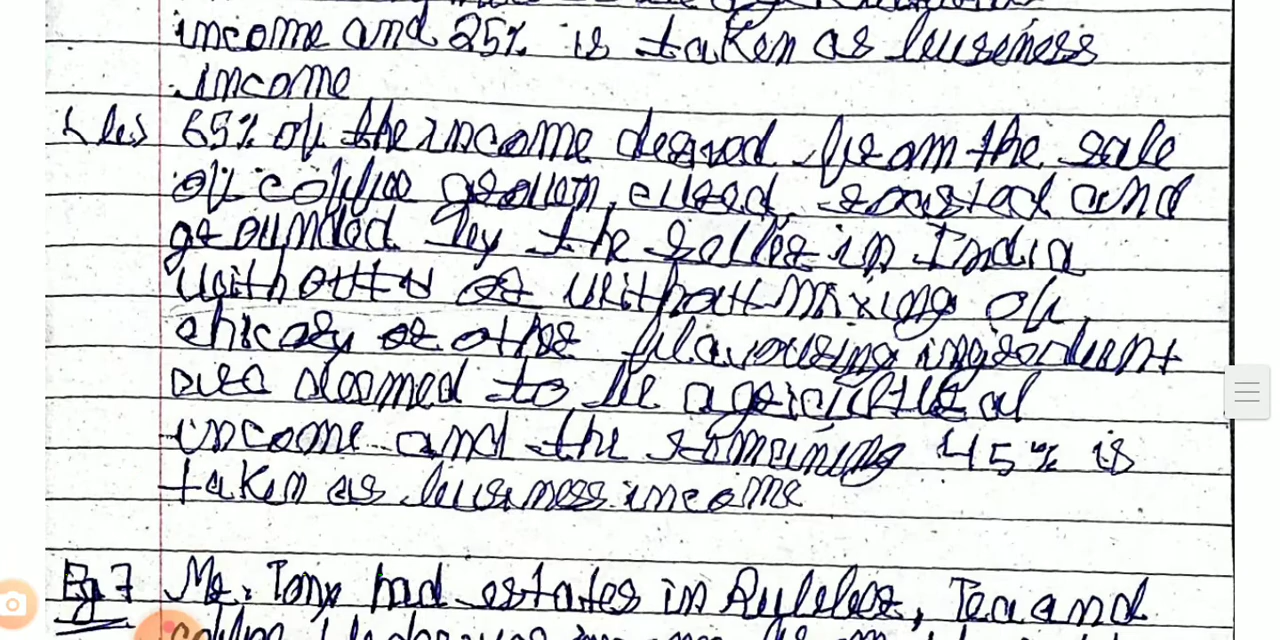 income and 25% is taken as business
income
65% of the income derived from the sale
of coffee grown, cured, roasted and
grounded by the seller in India
or without mixing of
chicory or other flavouring ingredient
are deemed to be agricultural
income and the remaining 45% is
taken as business income
Eg 7 Mr. Tony had estates in Rubber, Tea and